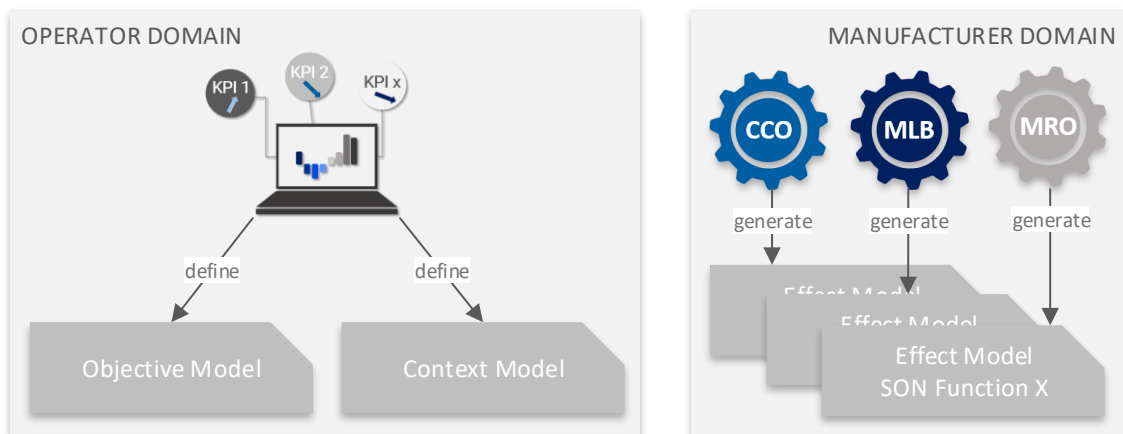 OPERATOR DOMAIN
KPI 1
KPI 2
KPI x
define
define
Objective Model
Context Model
MANUFACTURER DOMAIN
CCO
MLB
MRO
generate
generate
generate
Effect Model
Effect Model
Effect Model
SON Function X